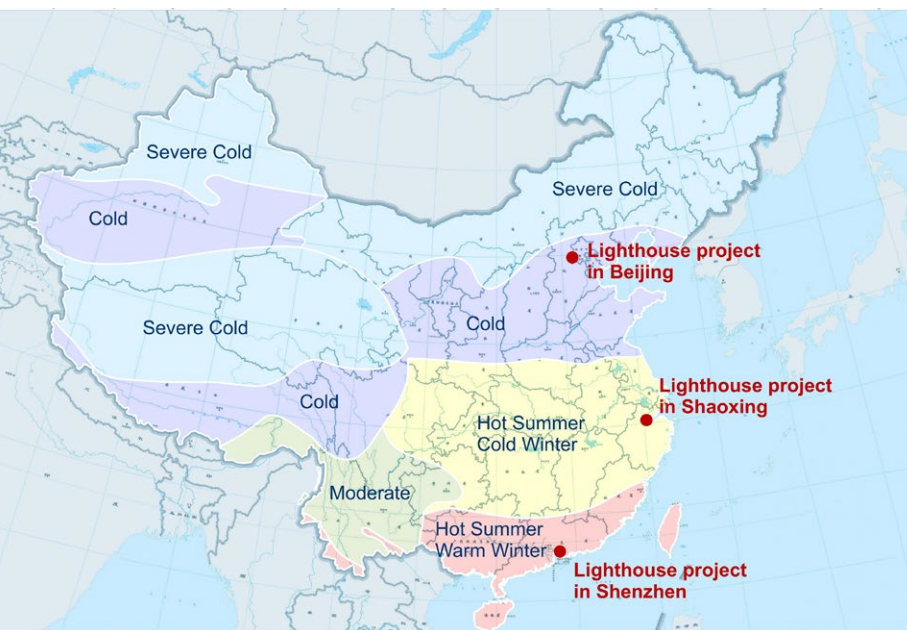 Severe Cold
Severe Cold
Cold
Lighthouse project
in Beijing
Cold
Severe Cold
Lighthouse project
in Shaoxing
Cold
Hot Summer
Cold Winter
Moderate
Hot Summer
Warm Winter
Lighthouse project
in Shenzhen